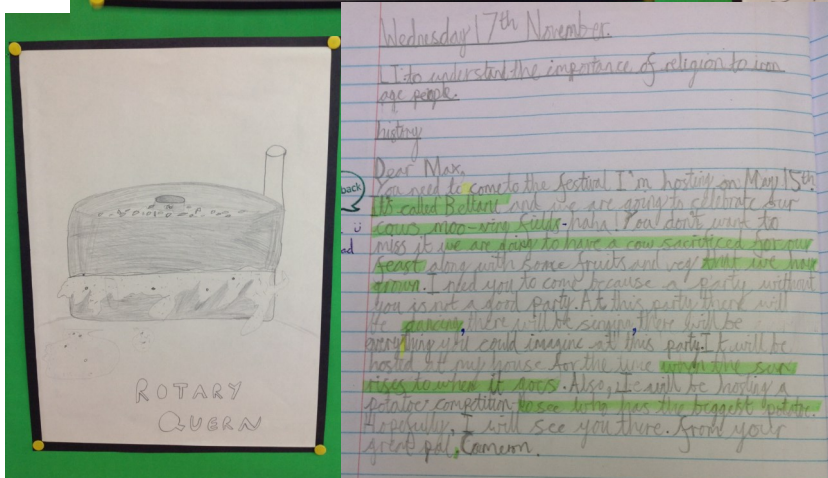 ROTARY
QUERN
Wednesday 17th November.
LI: to understand the importance of religion to iron
age people.
history
back
ad
Dear Max,
You need to come to the festival I'm hosting on May 15th.
It's called Beltane and we are going to celebrate our
cows moo-ving fields-haha! You don't want to
miss it we are going to have a cow sacrificed for our
feast along with some fruits and veg that we have
grown. I need you to come because a party without
you is not a good party. At this party there will
be dancing, there will be singing, there will be
everything you could imagine at this party. It will be
hosted at my house for the time when the sun
rises to when it goes. Also, I will be hosting a
potatoe competition to see who has the biggest potatoe.
Hopefully, I will see you there. From your
great pal, Cameron.